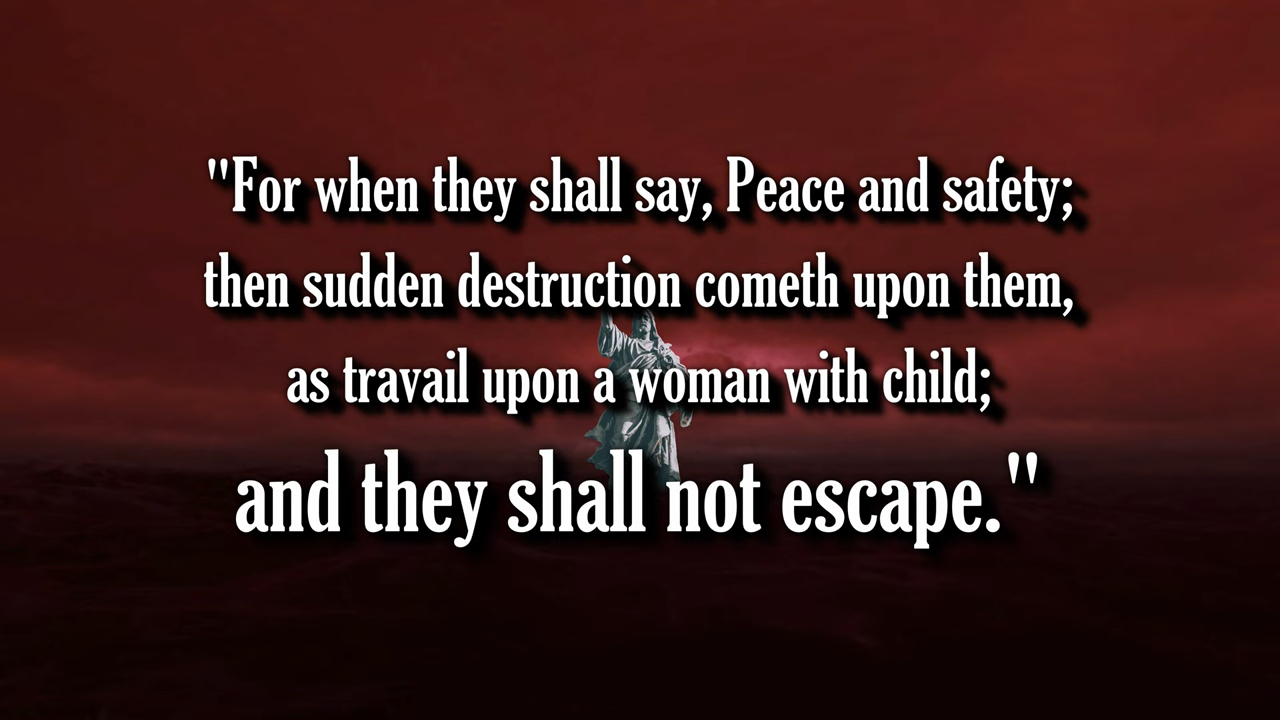 "For when they shall say, Peace and safety;
then sudden destruction cometh upon them,
as travail upon a woman with child;
and they shall not escape."